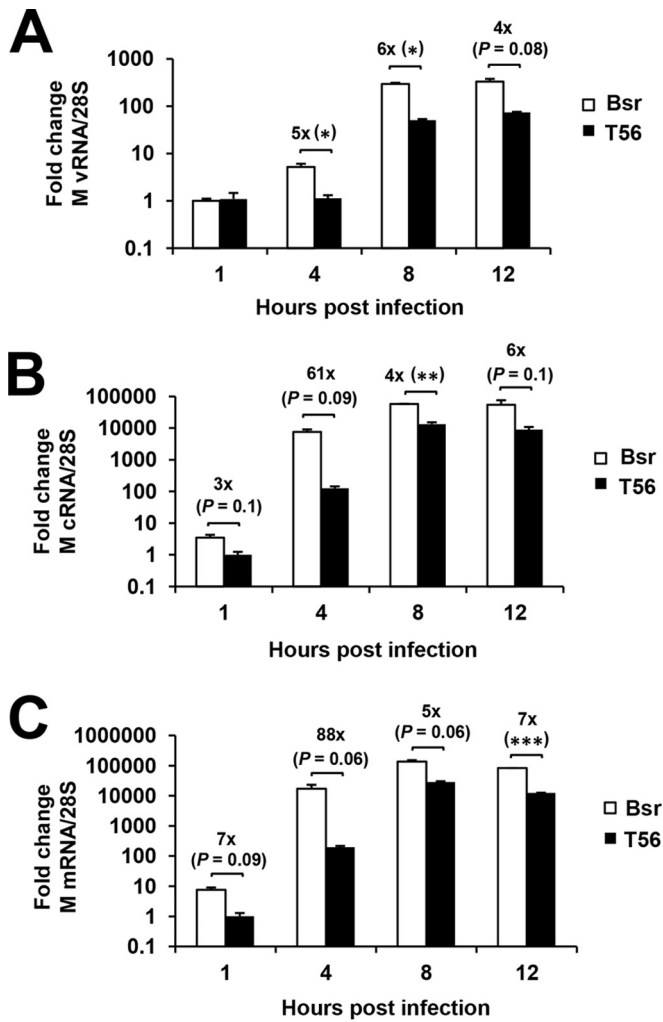 A
Fold change
M vRNA/28S
1000
100
10
1
0.1
5x (*)
6x (*)
4x
(P = 0.08)
Bsr
T56
1 4 8 12
Hours post infection
B
Fold change
M cRNA/28S
100000
10000
1000
100
10
1
0.1
3x
(P = 0.1)
61x
(P = 0.09)
4x (**)
6x
(P = 0.1)
Bsr
T56
1 4 8 12
Hours post infection
C
Fold change
M mRNA/28S
1000000
100000
10000
1000
100
10
1
0.1
7x
(P = 0.09)
88x
(P = 0.06)
5x
(P = 0.06)
7x
(***)
Bsr
T56
1 4 8 12
Hours post infection